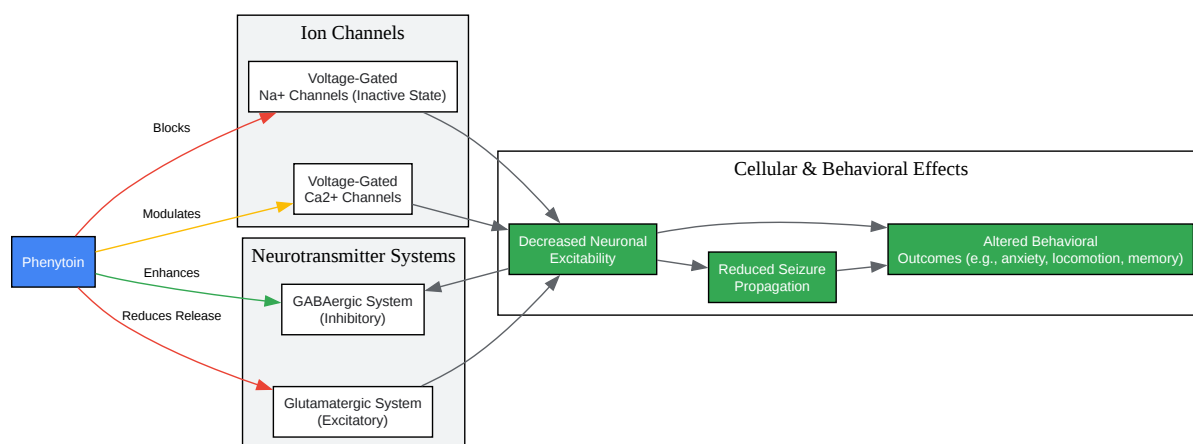 Ion Channels
Voltage-Gated
Na+ Channels (Inactive State)
Blocks
Voltage-Gated
Ca2+ Channels
Modulates
Phenytoin
Neurotransmitter Systems
Enhances
GABAergic System
(Inhibitory)
Reduces Release
Glutamatergic System
(Excitatory)
Cellular & Behavioral Effects
Decreased Neuronal
Excitability
Reduced Seizure
Propagation
Altered Behavioral
Outcomes (e.g., anxiety, locomotion, memory)